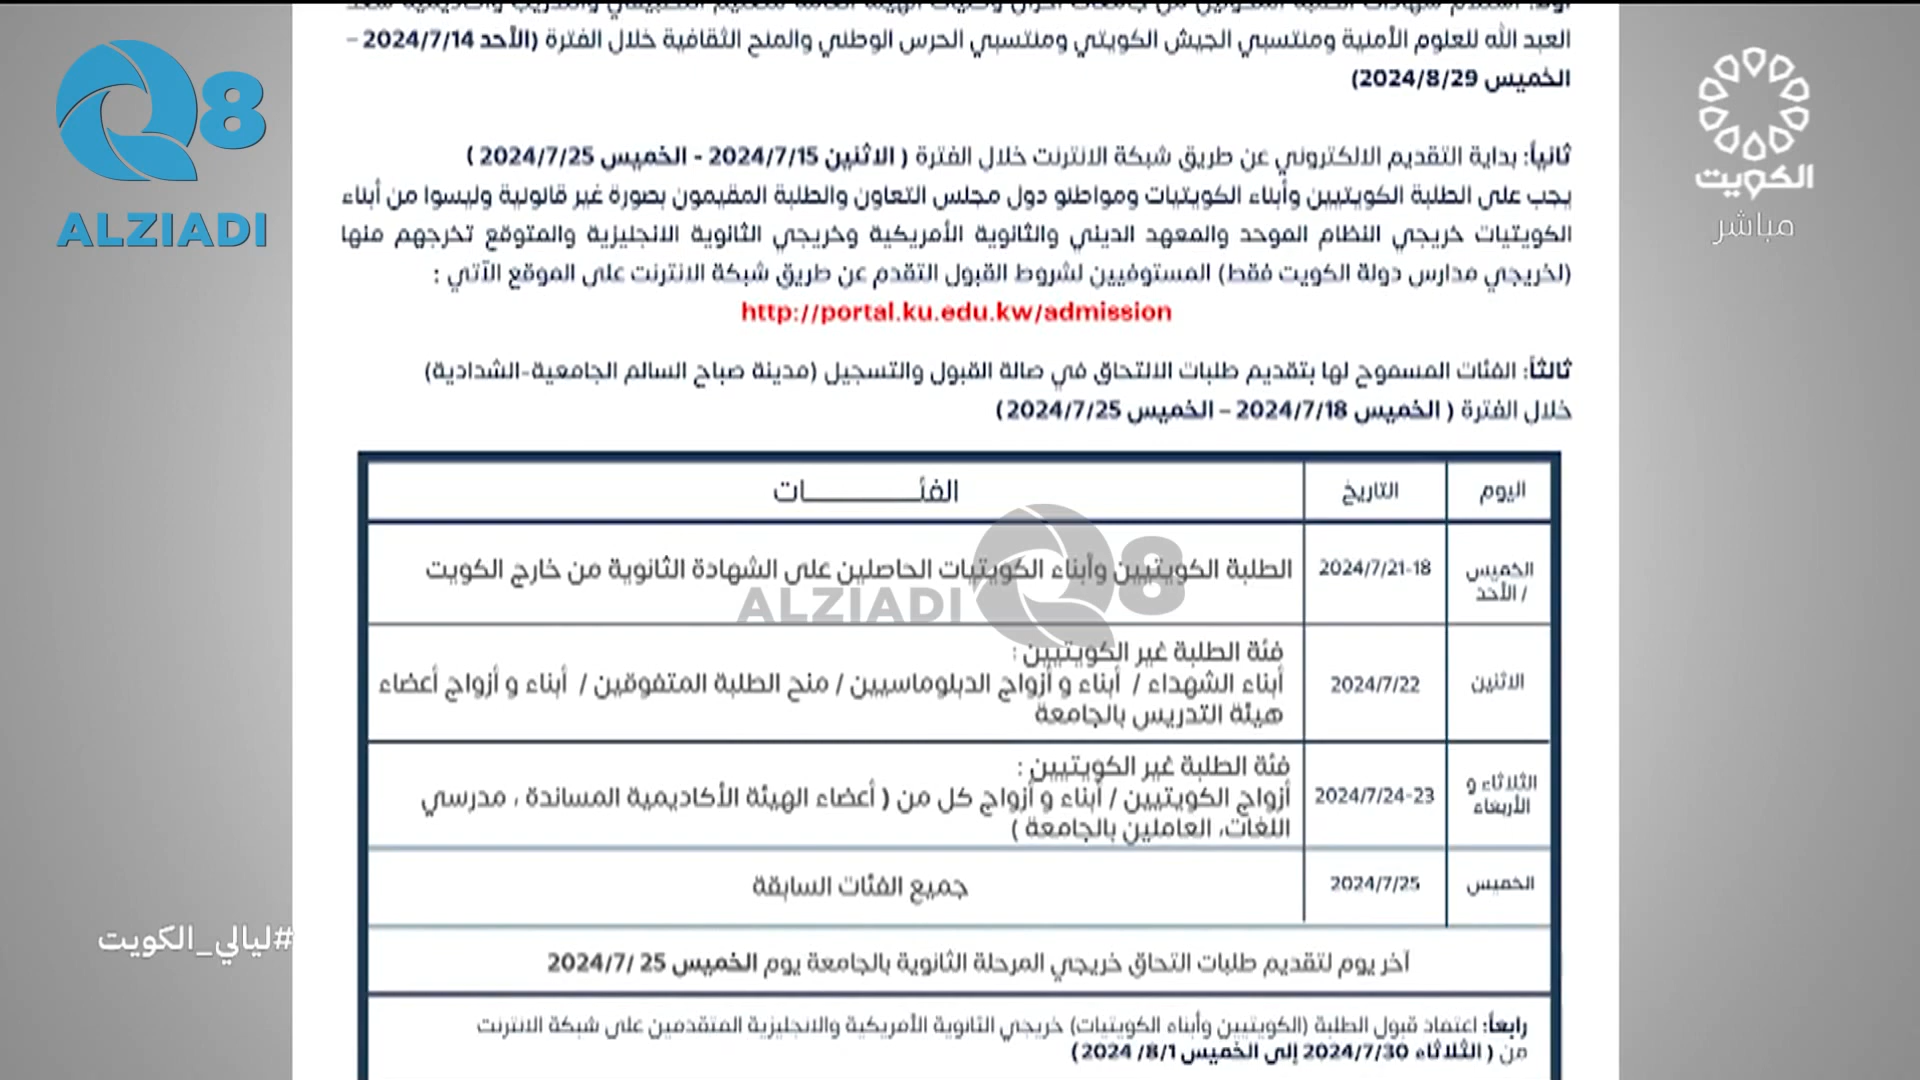 العبد الله للعلوم الأمنية ومنتسبي الجيش الكويتي ومنتسبي الحرس الوطني والمنح الثقافية خلال الفترة (الأحد 2024/7/14 –
الخميس 2024/8/29)
ثانياً: بداية التقديم الالكتروني عن طريق شبكة الانترنت خلال الفترة ( الاثنين 2024/7/15 - الخميس 2024/7/25 )
يجب على الطلبة الكويتيين وأبناء الكويتيات ومواطنو دول مجلس التعاون والطلبة المقيمون بصورة غير قانونية وليسوا من أبناء
الكويتيات خريجي النظام الموحد والمعهد الديني والثانوية الأمريكية وخريجي الثانوية الانجليزية والمتوقع تخرجهم منها
(لخريجي مدارس دولة الكويت فقط) المستوفيين لشروط القبول التقدم عن طريق شبكة الانترنت على الموقع الآتي :
http://portal.ku.edu.kw/admission
ثالثاً: الفئات المسموح لها بتقديم طلبات الالتحاق في صالة القبول والتسجيل (مدينة صباح السالم الجامعية-الشدادية)
خلال الفترة ( الخميس 2024/7/18 – الخميس 2024/7/25)
اليوم التاريخ الفئـــــــــات
الخميس / الأحد 2024/7/21-18 الطلبة الكويتيين وأبناء الكويتيات الحاصلين على الشهادة الثانوية من خارج الكويت
فئة الطلبة غير الكويتيين :
الاثنين 2024/7/22 أبناء الشهداء / أبناء و أزواج الدبلوماسيين / منح الطلبة المتفوقين / أبناء و أزواج أعضاء
هيئة التدريس بالجامعة
فئة الطلبة غير الكويتيين :
الثلاثاء و الأربعاء 2024/7/24-23 أزواج الكويتيين / أبناء و أزواج كل من ( أعضاء الهيئة الأكاديمية المساندة ، مدرسي
اللغات، العاملين بالجامعة )
الخميس 2024/7/25 جميع الفئات السابقة
آخر يوم لتقديم طلبات التحاق خريجي المرحلة الثانوية بالجامعة يوم الخميس 25 /2024/7
رابعاً: اعتماد قبول الطلبة (الكويتيين وأبناء الكويتيات) خريجي الثانوية الأمريكية والانجليزية المتقدمين على شبكة الانترنت
من ( الثلاثاء 2024/7/30 إلى الخميس 2024 /8/1)
Q8
ALZIADI
ALZIADI Q8
الكويت
مباشر
#ليالي_الكويت